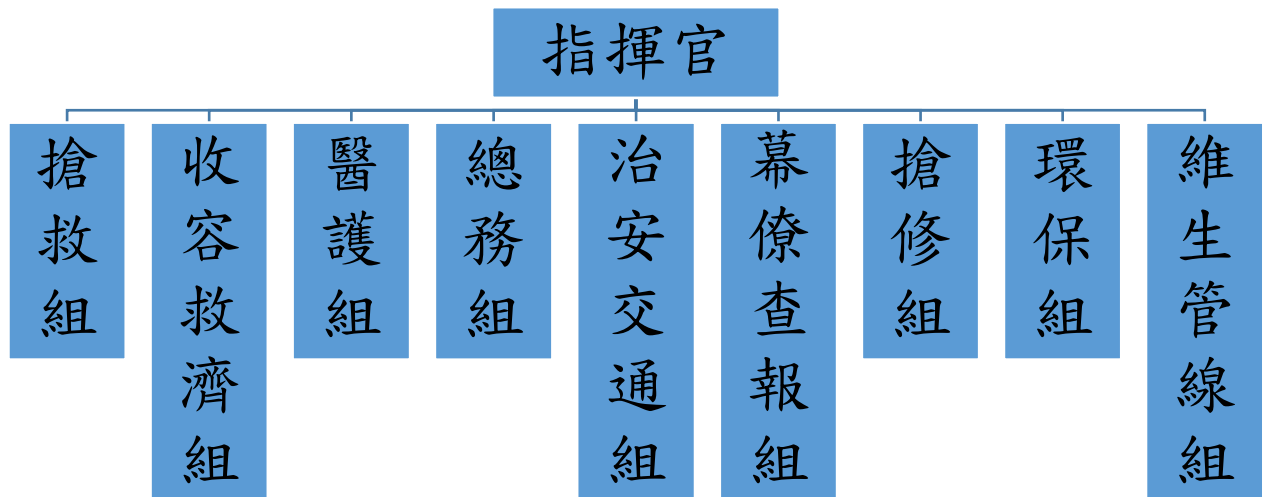 指揮官
搶救組
收容救濟組
醫護組
總務組
治安交通組
幕僚查報組
搶修組
環保組
維生管線組